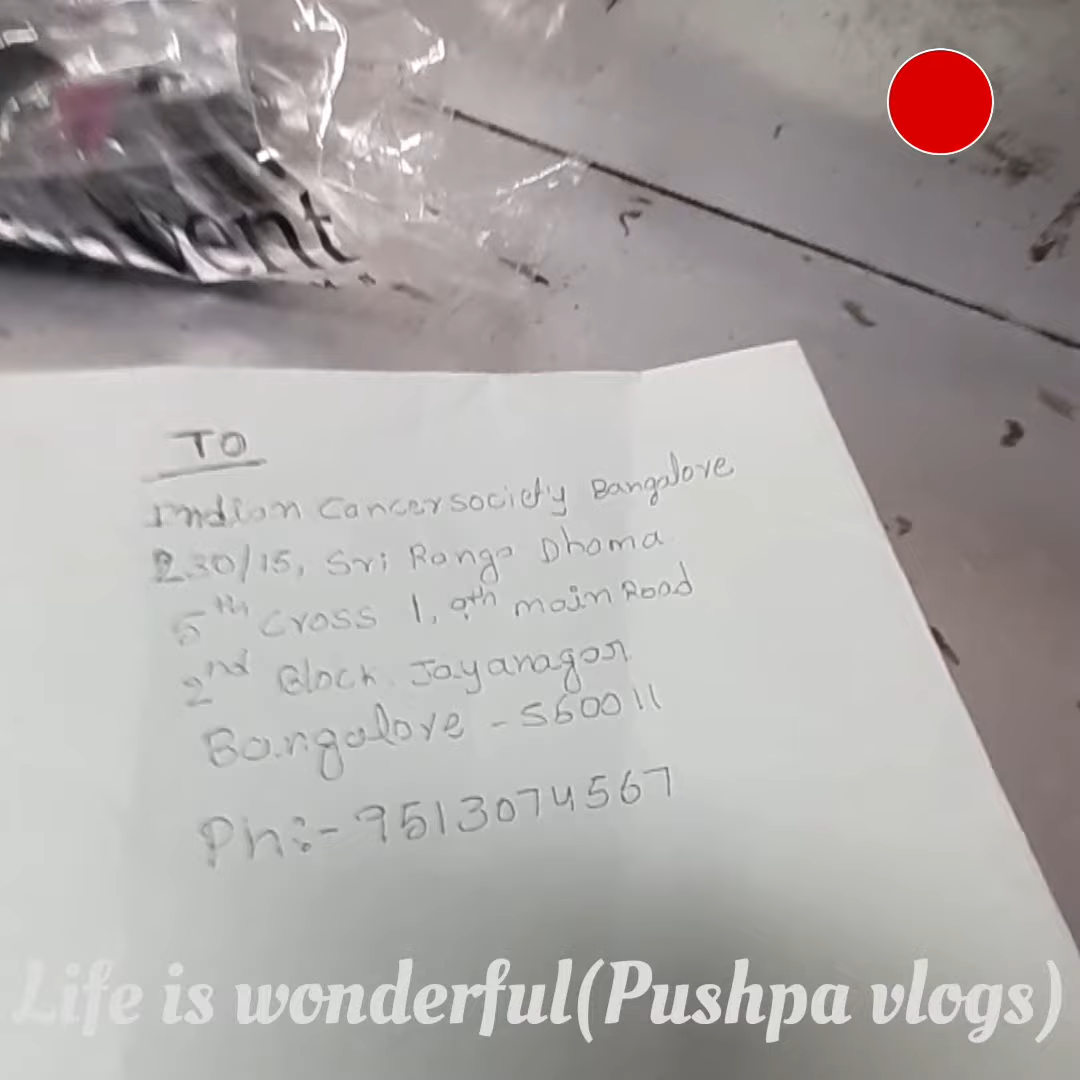 TO
Indian Cancer society Bangalore
230/15, Sri Ranga Dhama
5th Cross 1, 9th main Road
2nd Block. Jayanagar.
Bangalore - 560011
Ph:- 9513074567
Life is wonderful(Pushpa vlogs)